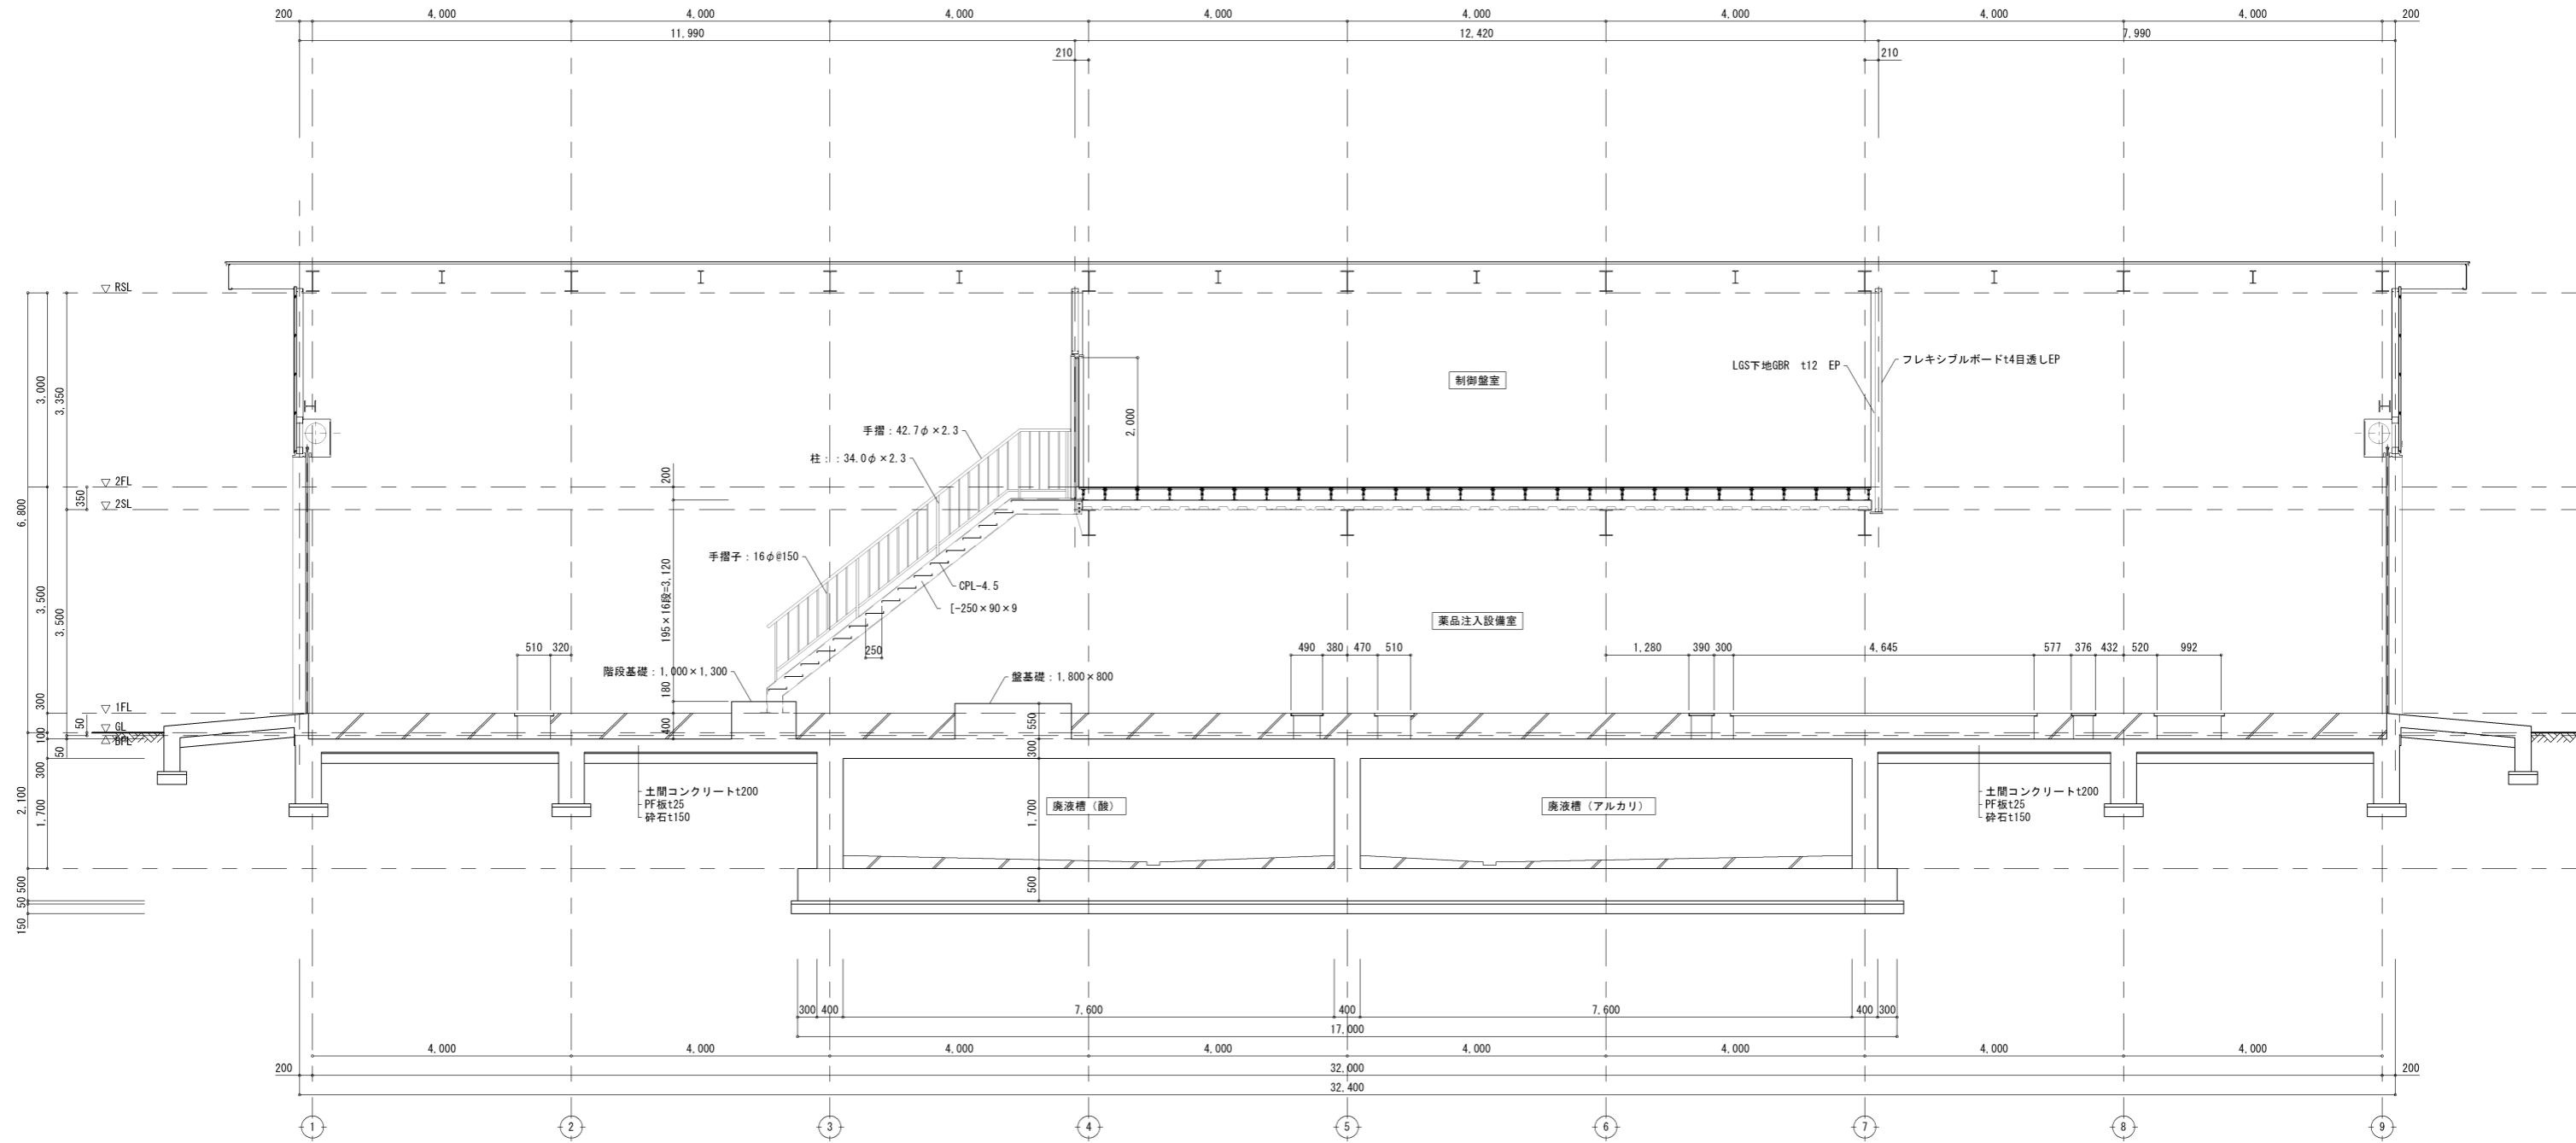 200 4,000 4,000 4,000 4,000 4,000 4,000 4,000 4,000 200
11,990 12,420 7,990
210 210
RSL
3,000
3,350
制御盤室
LGS下地GBR t12 EP
フレキシブルボードt4目透しEP
2,000
手摺：42.7φ×2.3
柱：：34.0φ×2.3
200
2FL
350
2SL
6,800
手摺子：16φ@150
CPL-4.5
[-250×90×9
195×16段=3,120
3,500
3,500
薬品注入設備室
250
510 320
490 380 470 510
1,280 390 300 4,645 577 376 432 520 992
階段基礎：1,000×1,300
盤基礎：1,800×800
180
300
1FL
50
GL
400
550
100
BPL
50
300
300
2,100
1,700
土間コンクリートt200
PF板t25
砕石t150
廃液槽（酸）
1,700
廃液槽（アルカリ）
土間コンクリートt200
PF板t25
砕石t150
500
500
50
150
300 400 7,600 400 7,600 400 300
17,000
4,000 4,000 4,000 4,000 4,000 4,000 4,000 4,000
200 32,000 200
32,400
1 2 3 4 5 6 7 8 9